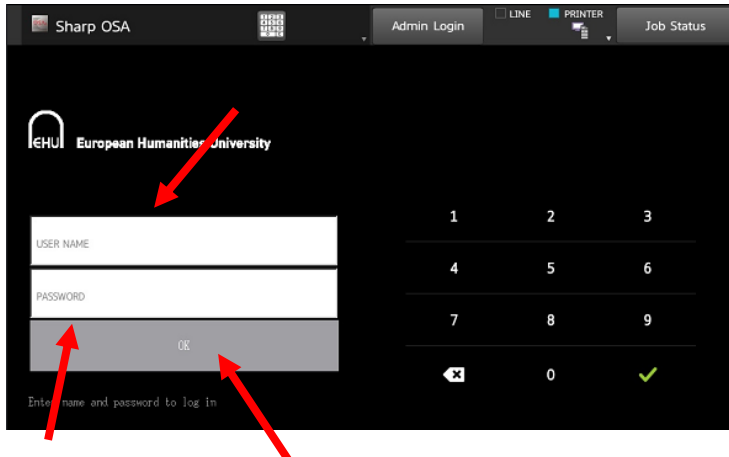 Sharp OSA
Admin Login
LINE
PRINTER
Job Status
EHU European Humanities University
USER NAME
PASSWORD
OK
Enter name and password to log in
1 2 3
4 5 6
7 8 9
0